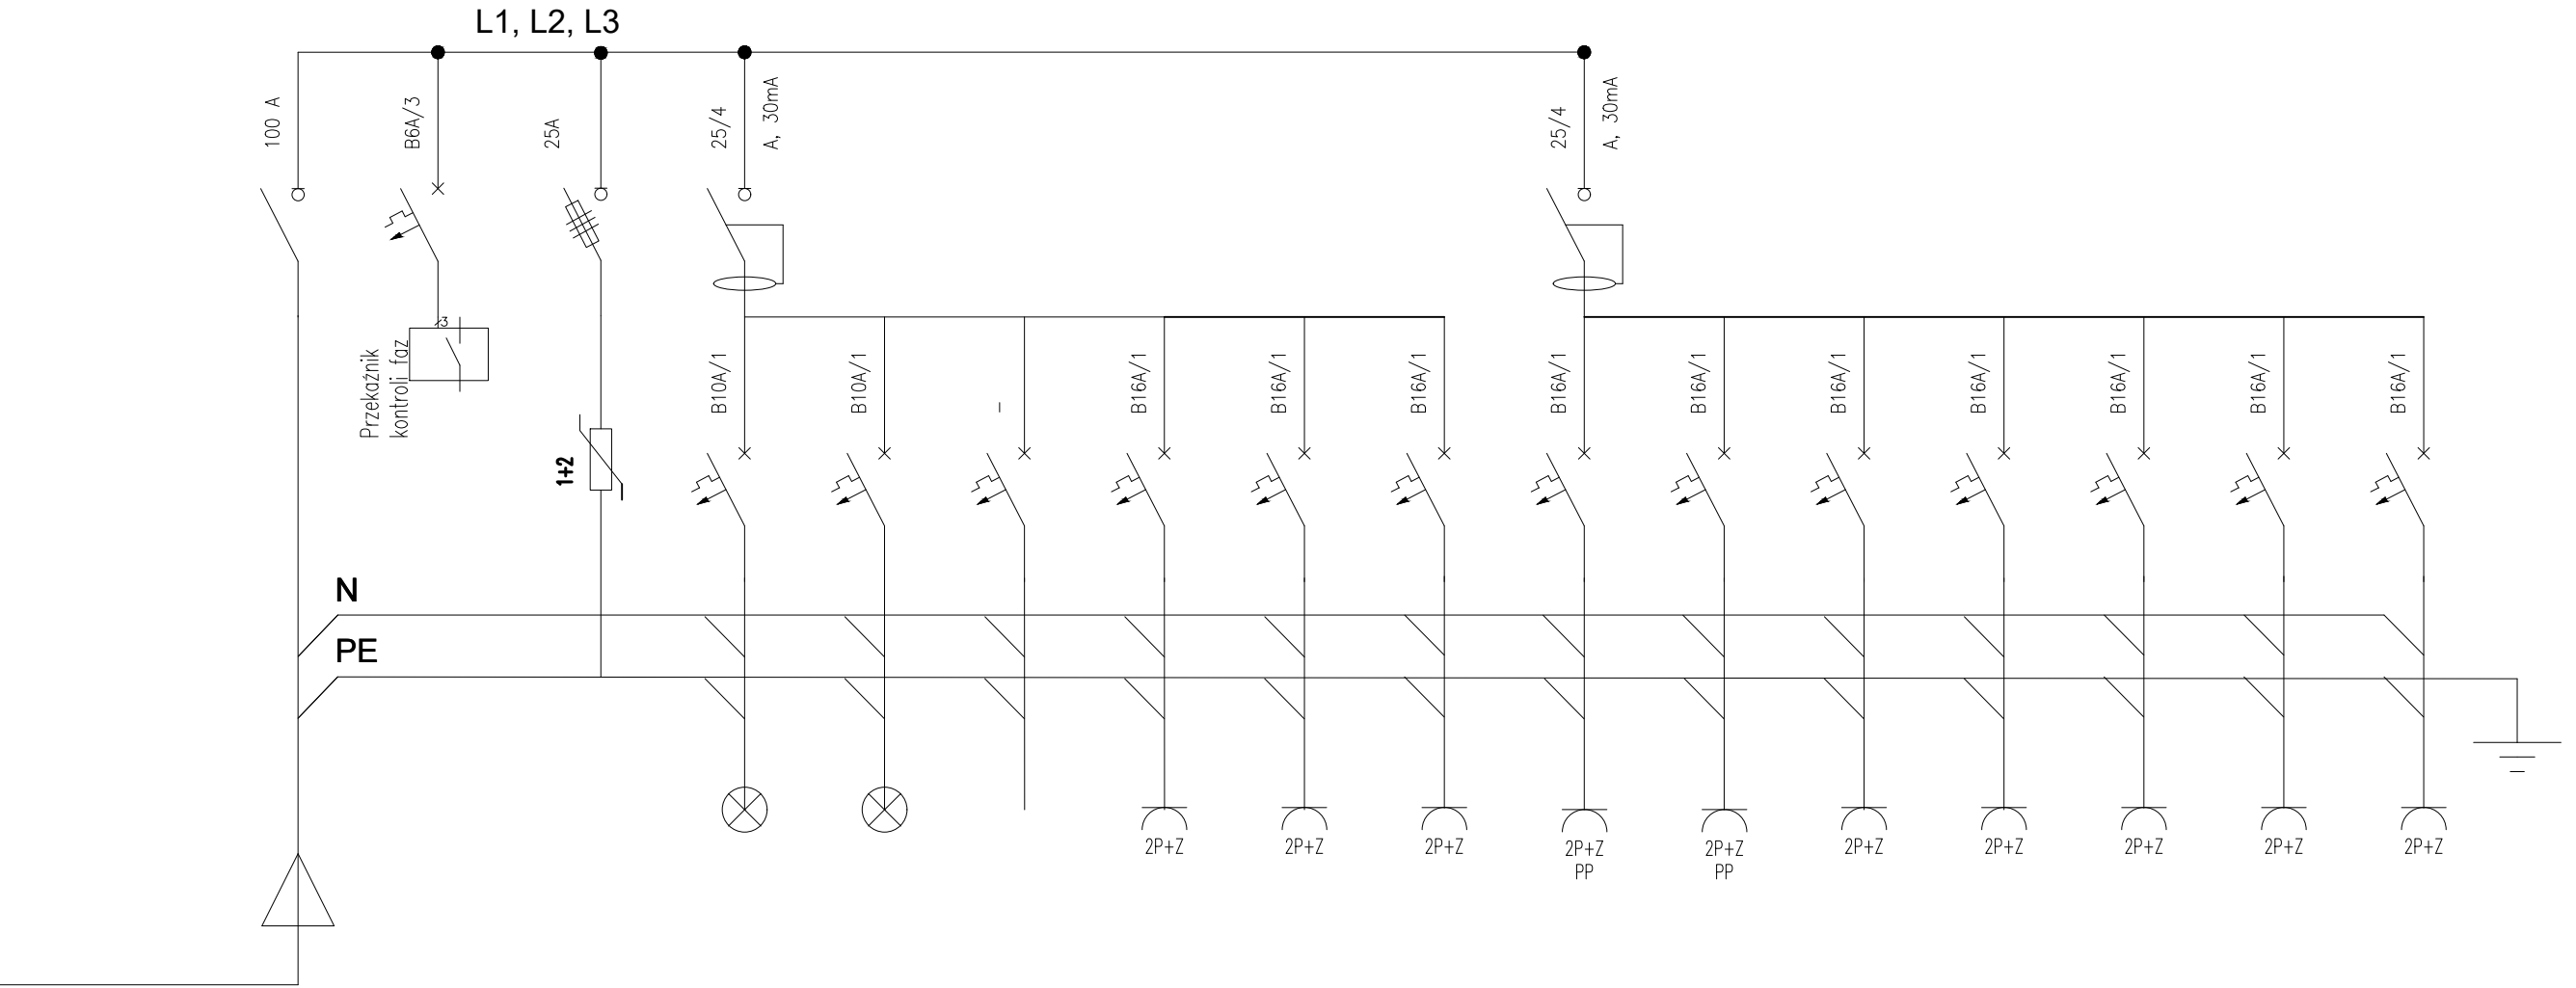 L1, L2, L3
100 A
B6A/3
25A
25/4
A, 30mA
25/4
A, 30mA
3
Przekaźnik
kontroli faz
B10A/1
B10A/1
-
B16A/1
B16A/1
B16A/1
B16A/1
B16A/1
B16A/1
B16A/1
B16A/1
B16A/1
B16A/1
1+2
N
PE
2P+Z
2P+Z
2P+Z
2P+Z
PP
2P+Z
PP
2P+Z
2P+Z
2P+Z
2P+Z
2P+Z